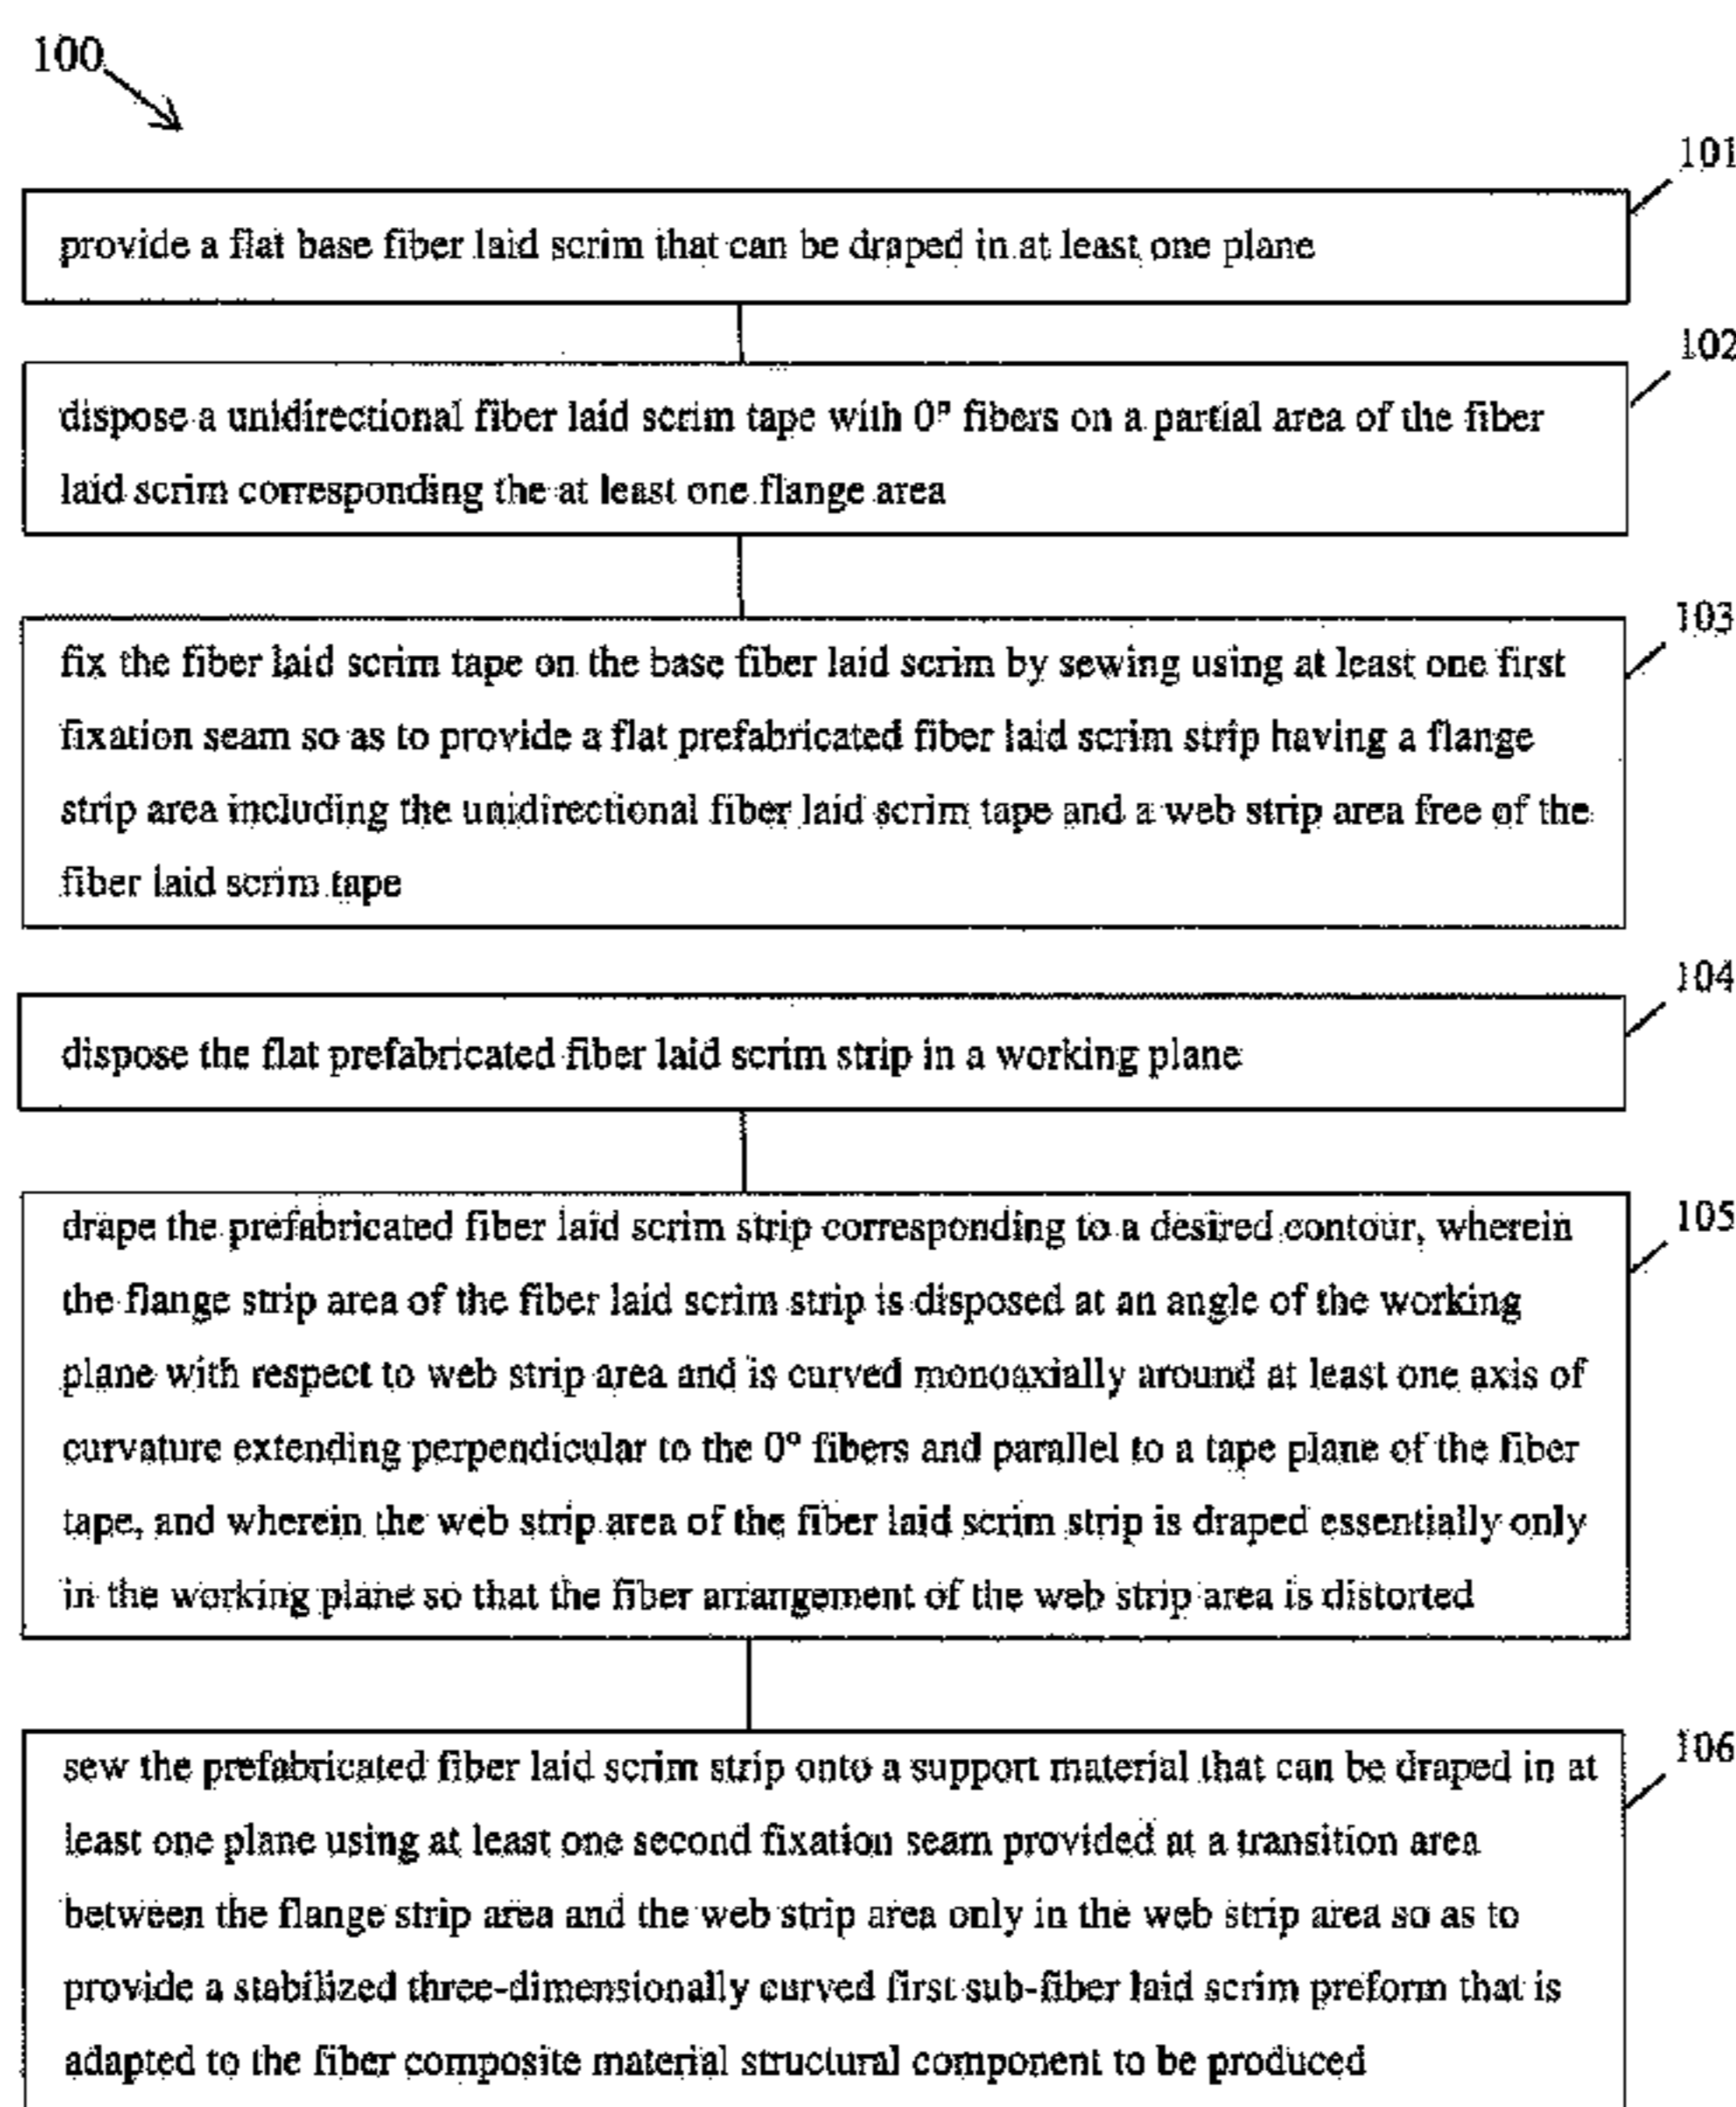 100
101
provide a flat base fiber laid scrim that can be draped in at least one plane
102
dispose a unidirectional fiber laid scrim tape with 0° fibers on a partial area of the fiber
laid scrim corresponding the at least one flange area
103
fix the fiber laid scrim tape on the base fiber laid scrim by sewing using at least one first
fixation seam so as to provide a flat prefabricated fiber laid scrim strip having a flange
strip area including the unidirectional fiber laid scrim tape and a web strip area free of the
fiber laid scrim tape
104
dispose the flat prefabricated fiber laid scrim strip in a working plane
105
drape the prefabricated fiber laid scrim strip corresponding to a desired contour, wherein
the flange strip area of the fiber laid scrim strip is disposed at an angle of the working
plane with respect to web strip area and is curved monoaxially around at least one axis of
curvature extending perpendicular to the 0° fibers and parallel to a tape plane of the fiber
tape, and wherein the web strip area of the fiber laid scrim strip is draped essentially only
in the working plane so that the fiber arrangement of the web strip area is distorted
106
sew the prefabricated fiber laid scrim strip onto a support material that can be draped in at
least one plane using at least one second fixation seam provided at a transition area
between the flange strip area and the web strip area only in the web strip area so as to
provide a stabilized three-dimensionally curved first sub-fiber laid scrim preform that is
adapted to the fiber composite material structural component to be produced